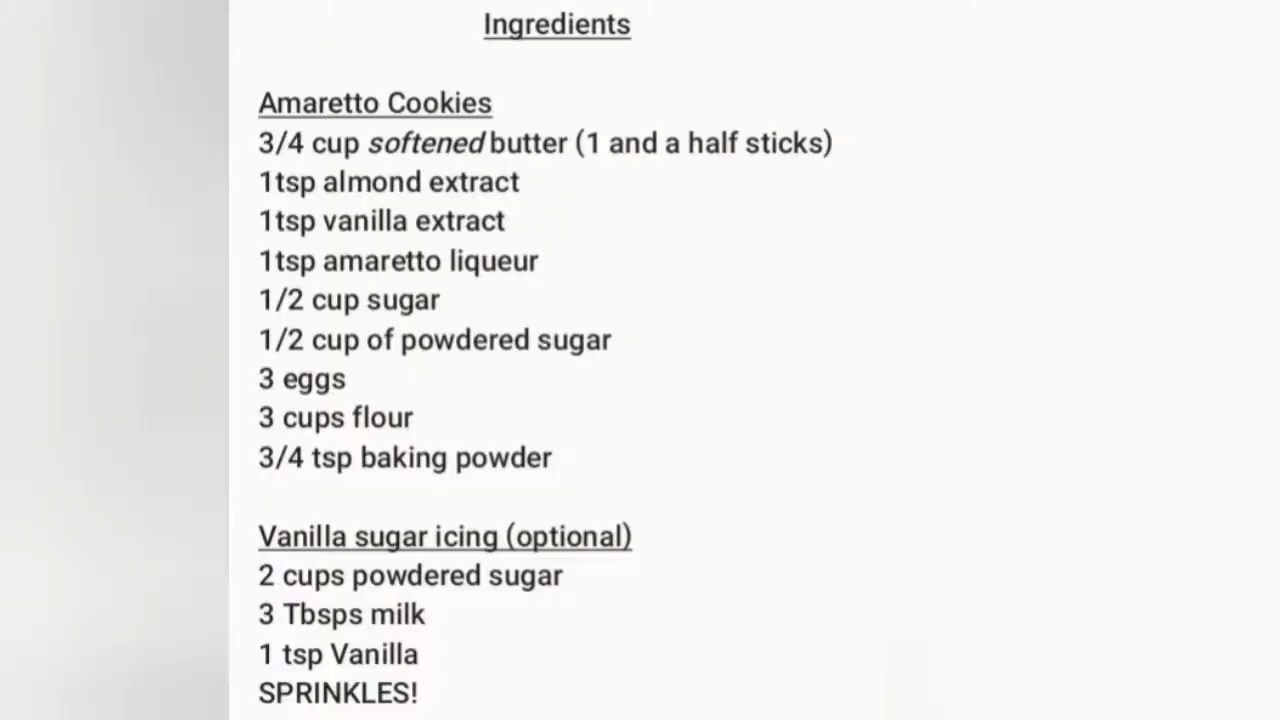 Ingredients
Amaretto Cookies
3/4 cup softened butter (1 and a half sticks)
1tsp almond extract
1tsp vanilla extract
1tsp amaretto liqueur
1/2 cup sugar
1/2 cup of powdered sugar
3 eggs
3 cups flour
3/4 tsp baking powder
Vanilla sugar icing (optional)
2 cups powdered sugar
3 Tbsps milk
1 tsp Vanilla
SPRINKLES!